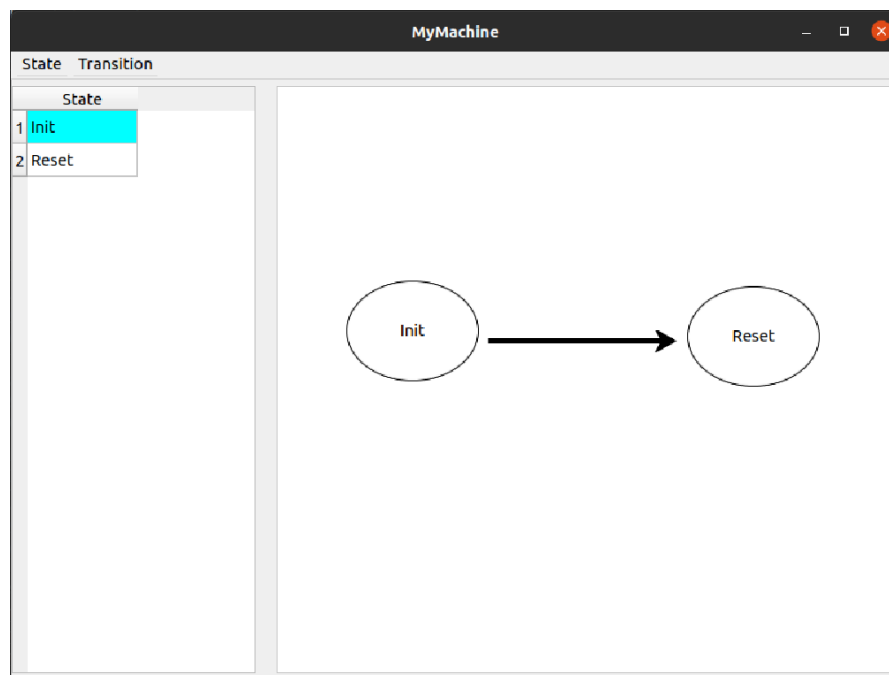 MyMachine
State Transition
State
1 Init
2 Reset
Init
Reset